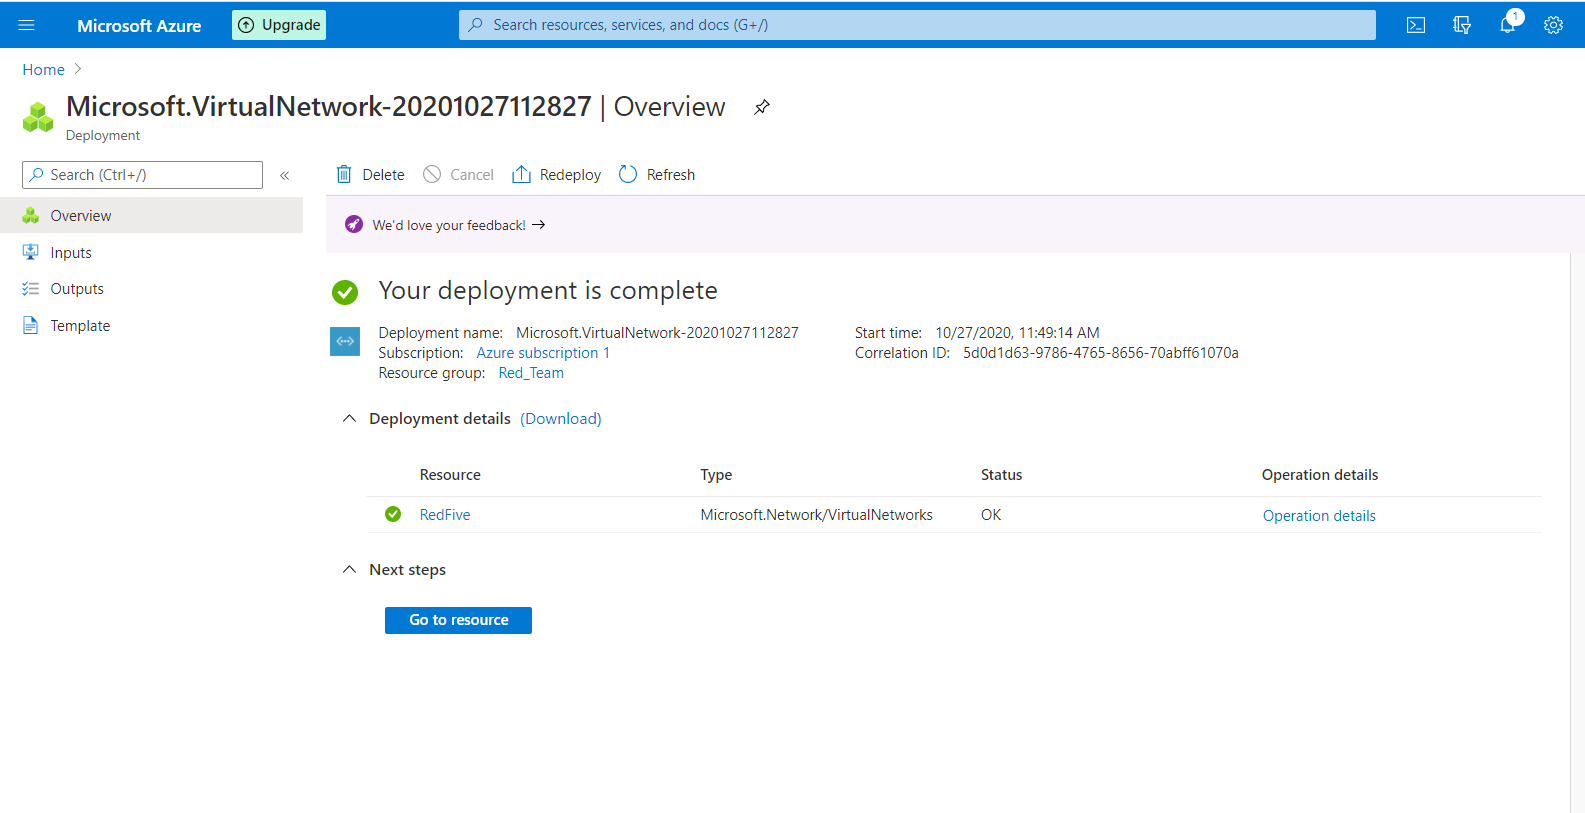 Microsoft Azure
Upgrade
Search resources, services, and docs (G+/)
1
Home
Microsoft.VirtualNetwork-20201027112827 | Overview
Deployment
Search (Ctrl+/)
«
Overview
Inputs
Outputs
Template
Delete
Cancel
Redeploy
Refresh
We'd love your feedback! →
Your deployment is complete
Deployment name: Microsoft.VirtualNetwork-20201027112827
Subscription: Azure subscription 1
Resource group: Red_Team
Start time: 10/27/2020, 11:49:14 AM
Correlation ID: 5d0d1d63-9786-4765-8656-70abff61070a
Deployment details (Download)
Resource Type Status Operation details
RedFive Microsoft.Network/VirtualNetworks OK Operation details
Next steps
Go to resource